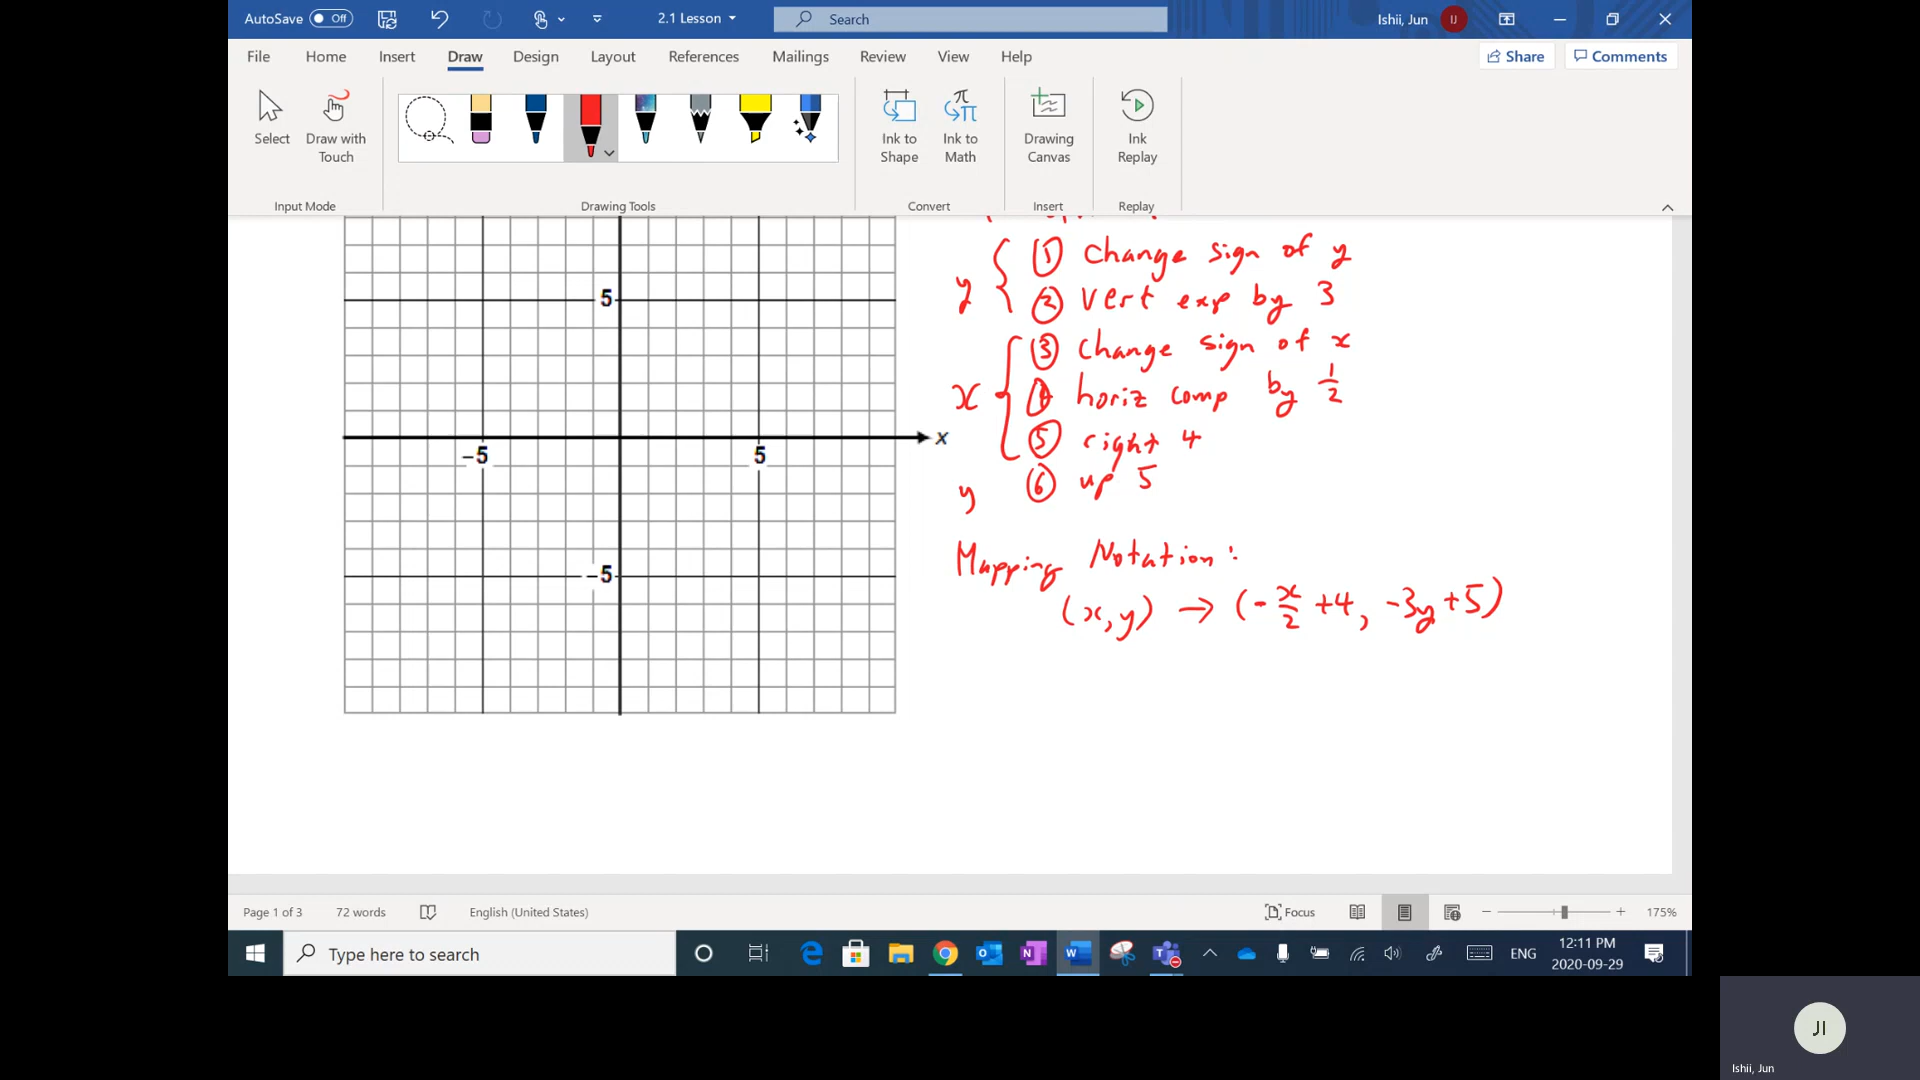 AutoSave Off 2.1 Lesson Search Ishii, Jun IJ
File Home Insert Draw Design Layout References Mailings Review View Help Share Comments
Select Draw with Touch Ink to Shape Ink to Math Drawing Canvas Ink Replay
Input Mode Drawing Tools Convert Insert Replay
y { ① Change sign of y
② vert exp by 3
x { ③ change sign of x
④ horiz comp by 1/2
⑤ right 4
y ⑥ up 5
Mapping Notation:
(x,y) → (-x/2 +4, -3y+5)
5
-5 5 x
-5
Page 1 of 3 72 words English (United States) Focus 175%
Type here to search ENG 12:11 PM
2020-09-29
JI
Ishii, Jun